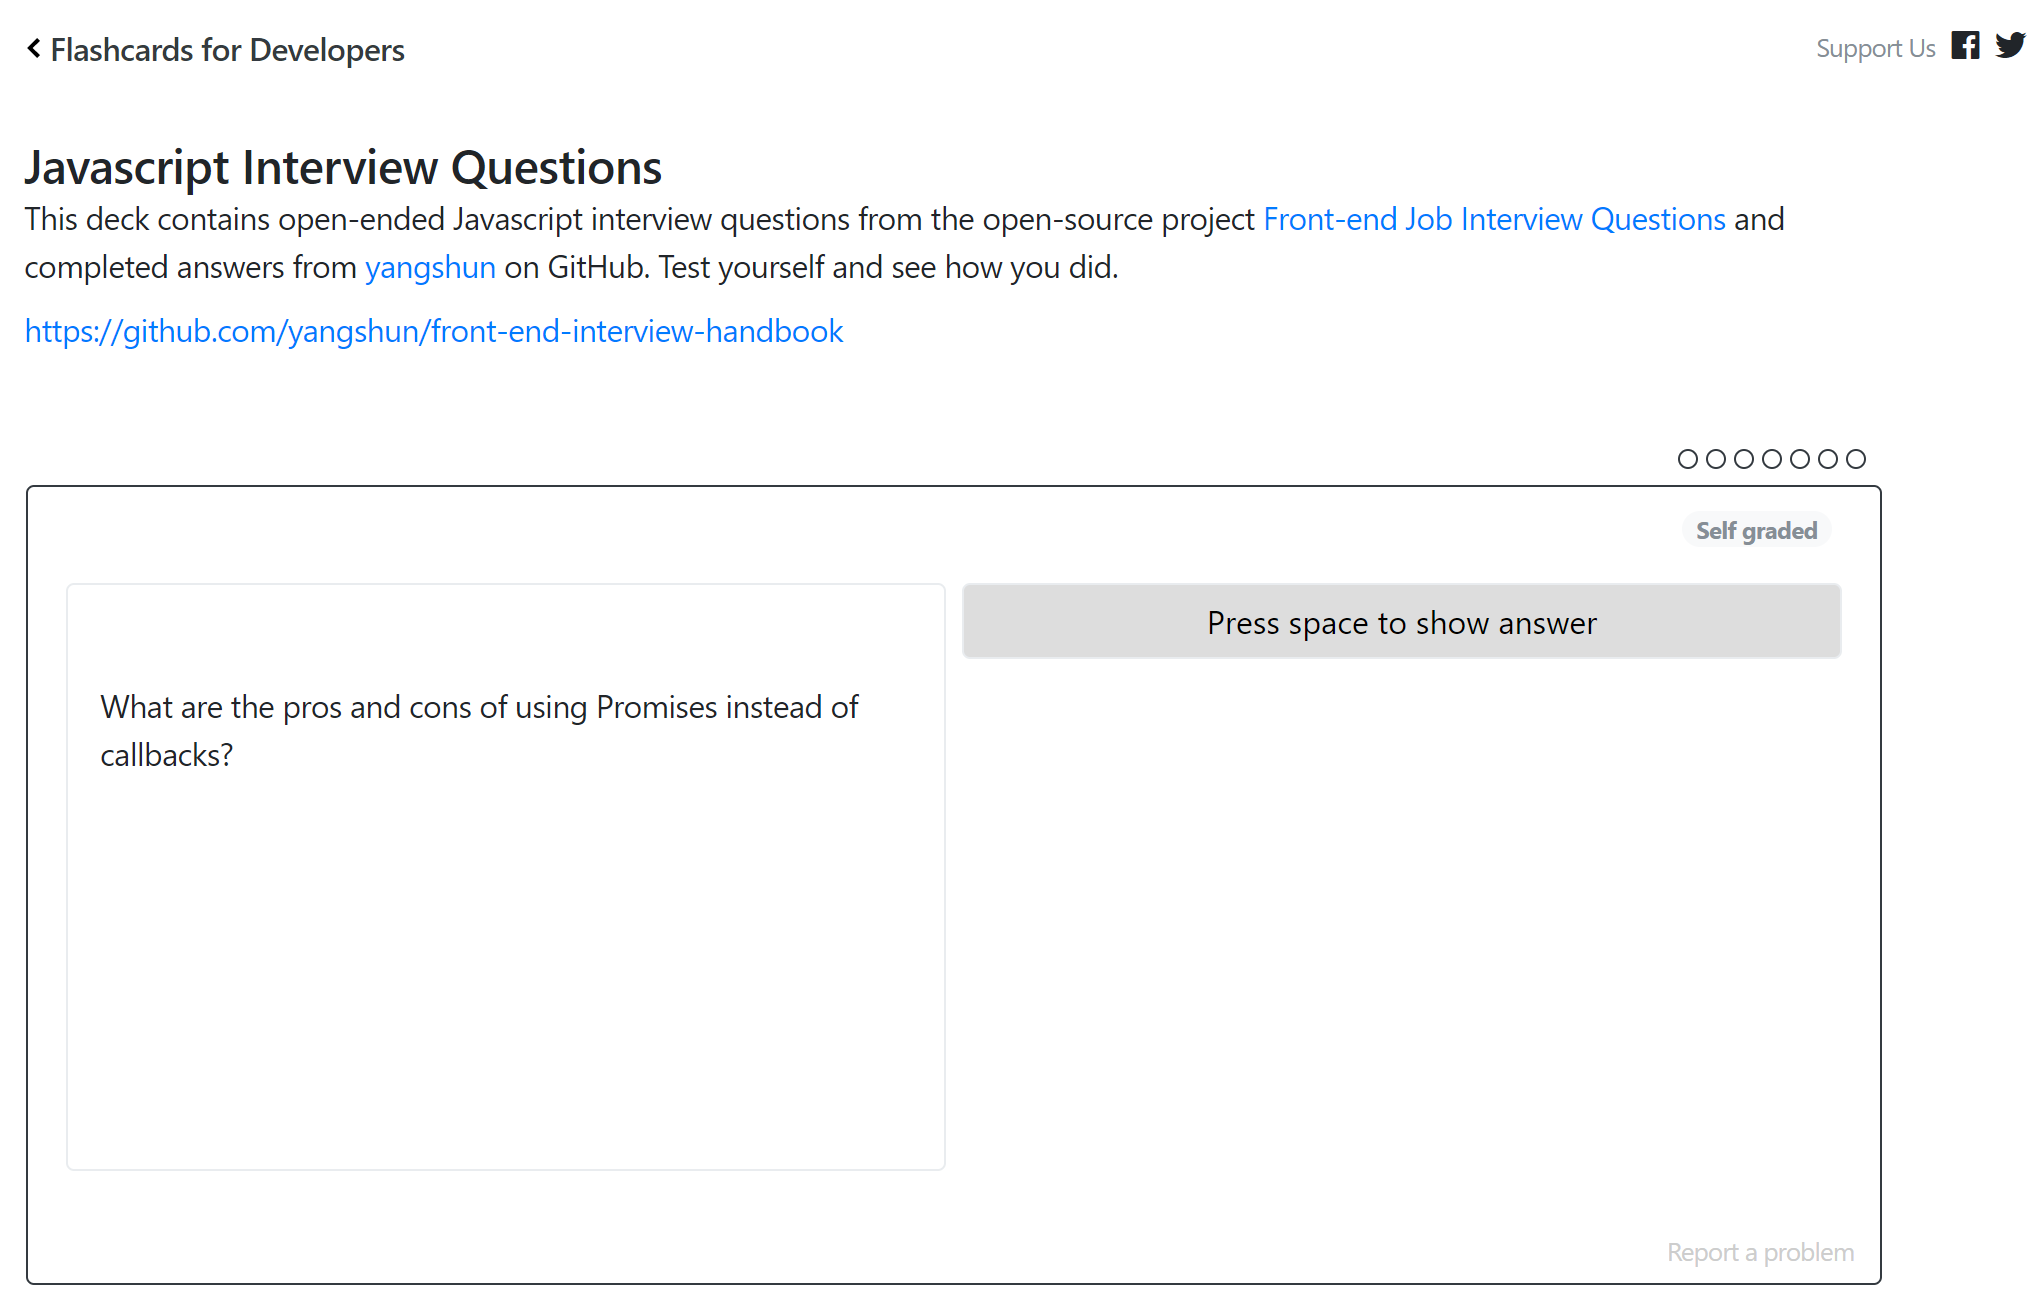 Flashcards for Developers
Support Us
Javascript Interview Questions
This deck contains open-ended Javascript interview questions from the open-source project Front-end Job Interview Questions and
completed answers from yangshun on GitHub. Test yourself and see how you did.
https://github.com/yangshun/front-end-interview-handbook
Self graded
What are the pros and cons of using Promises instead of
callbacks?
Press space to show answer
Report a problem